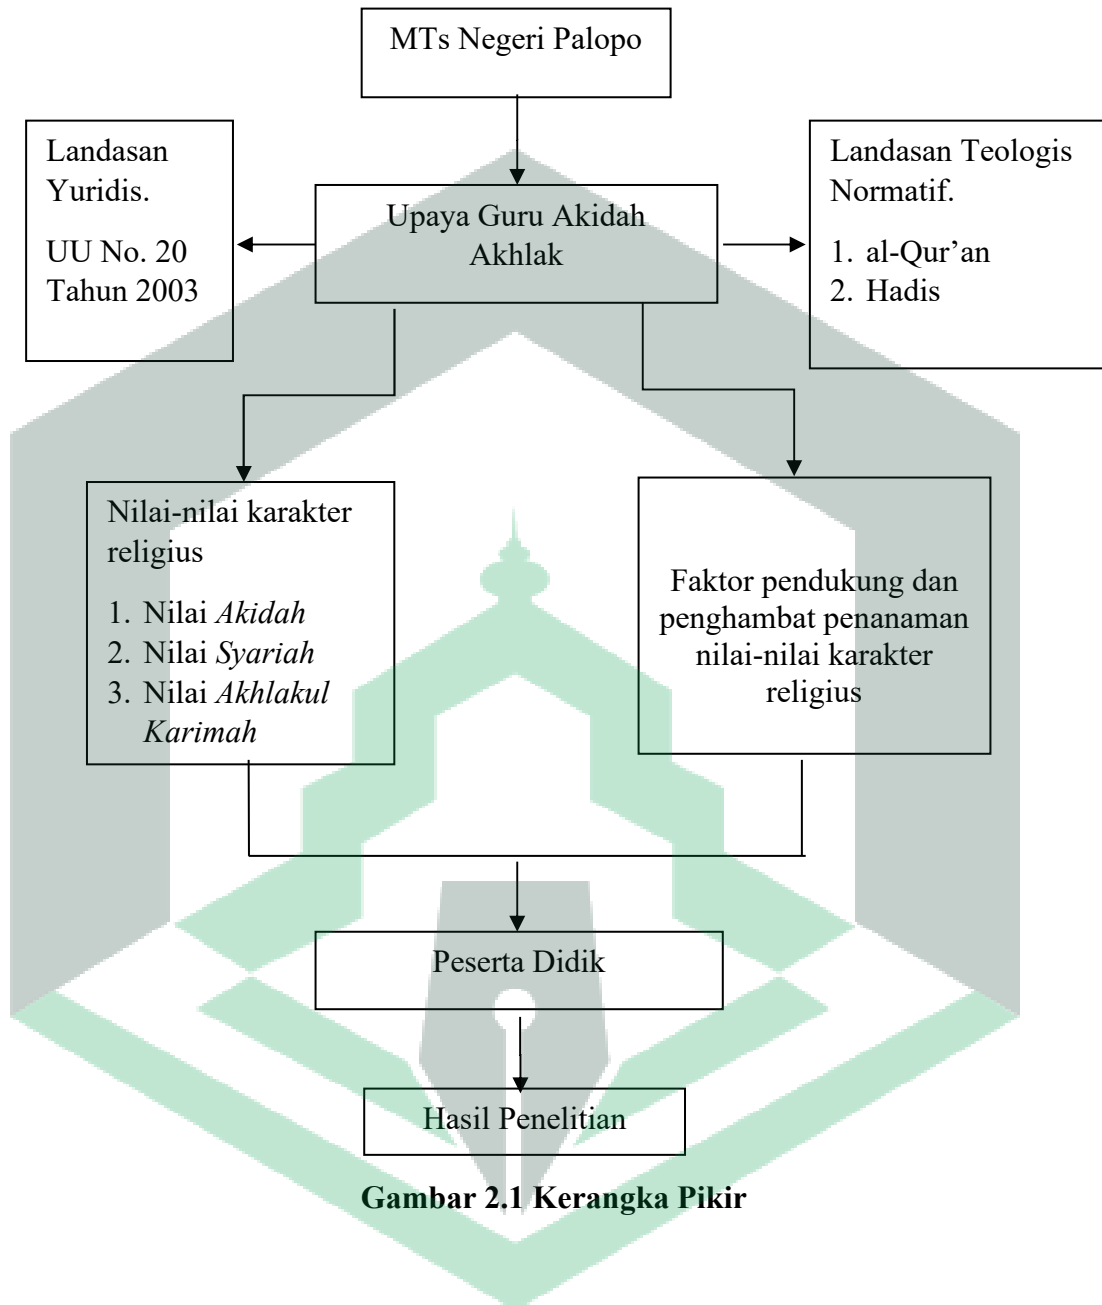 MTs Negeri Palopo
Landasan
Yuridis.
UU No. 20
Tahun 2003
Upaya Guru Akidah
Akhlak
Landasan Teologis
Normatif.
1. al-Qur’an
2. Hadis
Nilai-nilai karakter
religius
1. Nilai Akidah
2. Nilai Syariah
3. Nilai Akhlakul
Karimah
Faktor pendukung dan
penghambat penanaman
nilai-nilai karakter
religius
Peserta Didik
Hasil Penelitian
Gambar 2.1 Kerangka Pikir